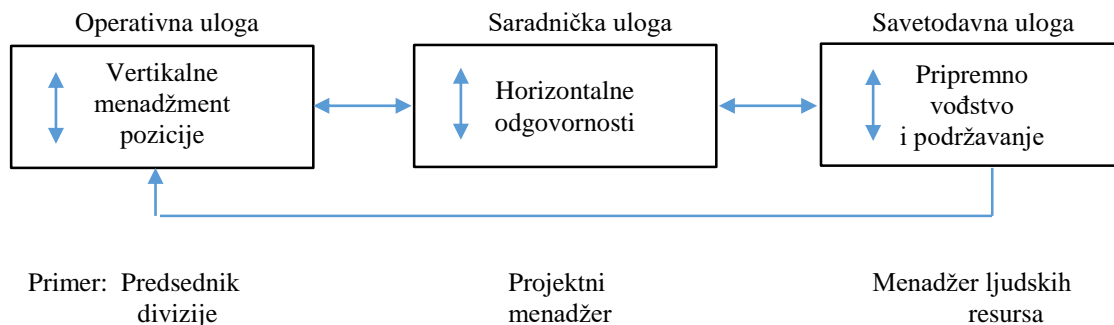 Operativna uloga
Saradnička uloga
Savetodavna uloga
Vertikalne
menadžment
pozicije
Horizontalne
odgovornosti
Pripremno
vođstvo
i podržavanje
Primer: Predsednik
divizije
Projektni
menadžer
Menadžer ljudskih
resursa